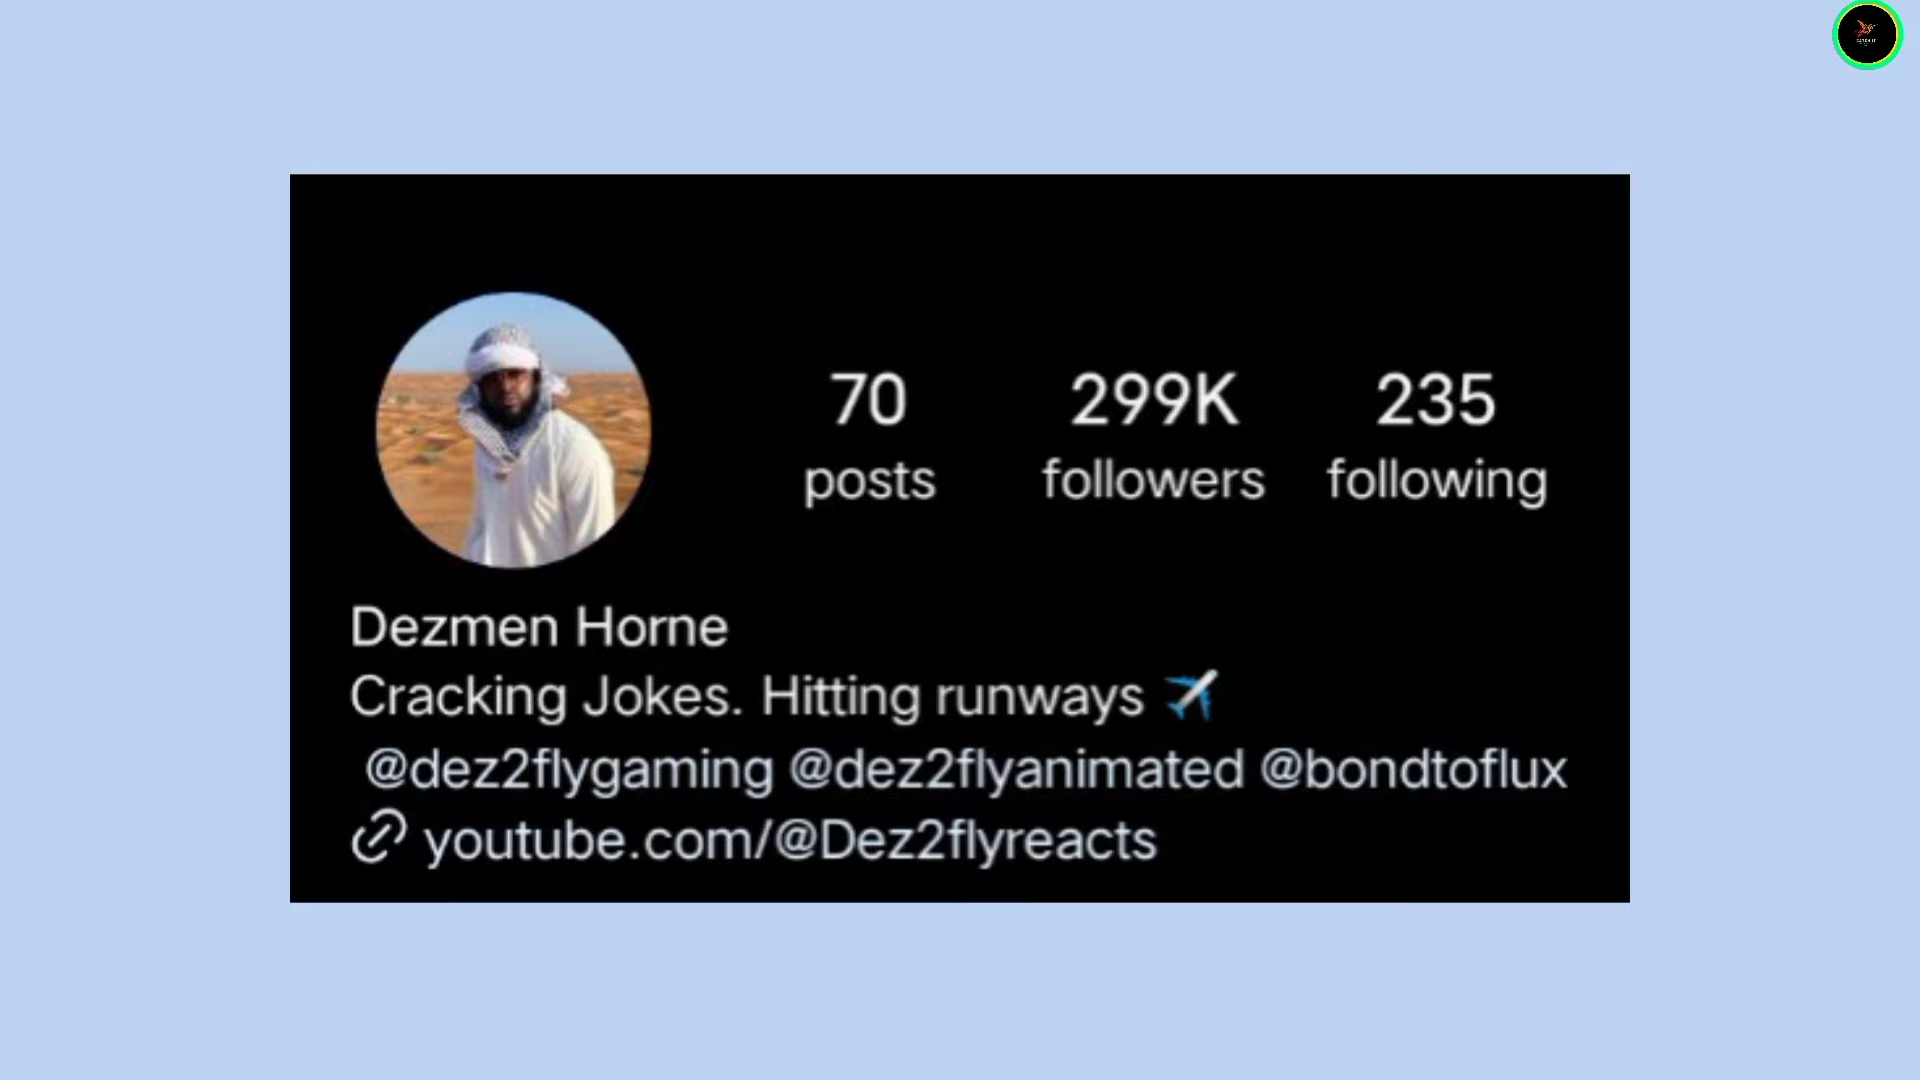 70
299K
235
posts
followers
following
Dezmen Horne
Cracking Jokes. Hitting runways ✈️
@dez2flygaming @dez2flyanimated @bondtoflux
youtube.com/@Dez2flyreacts